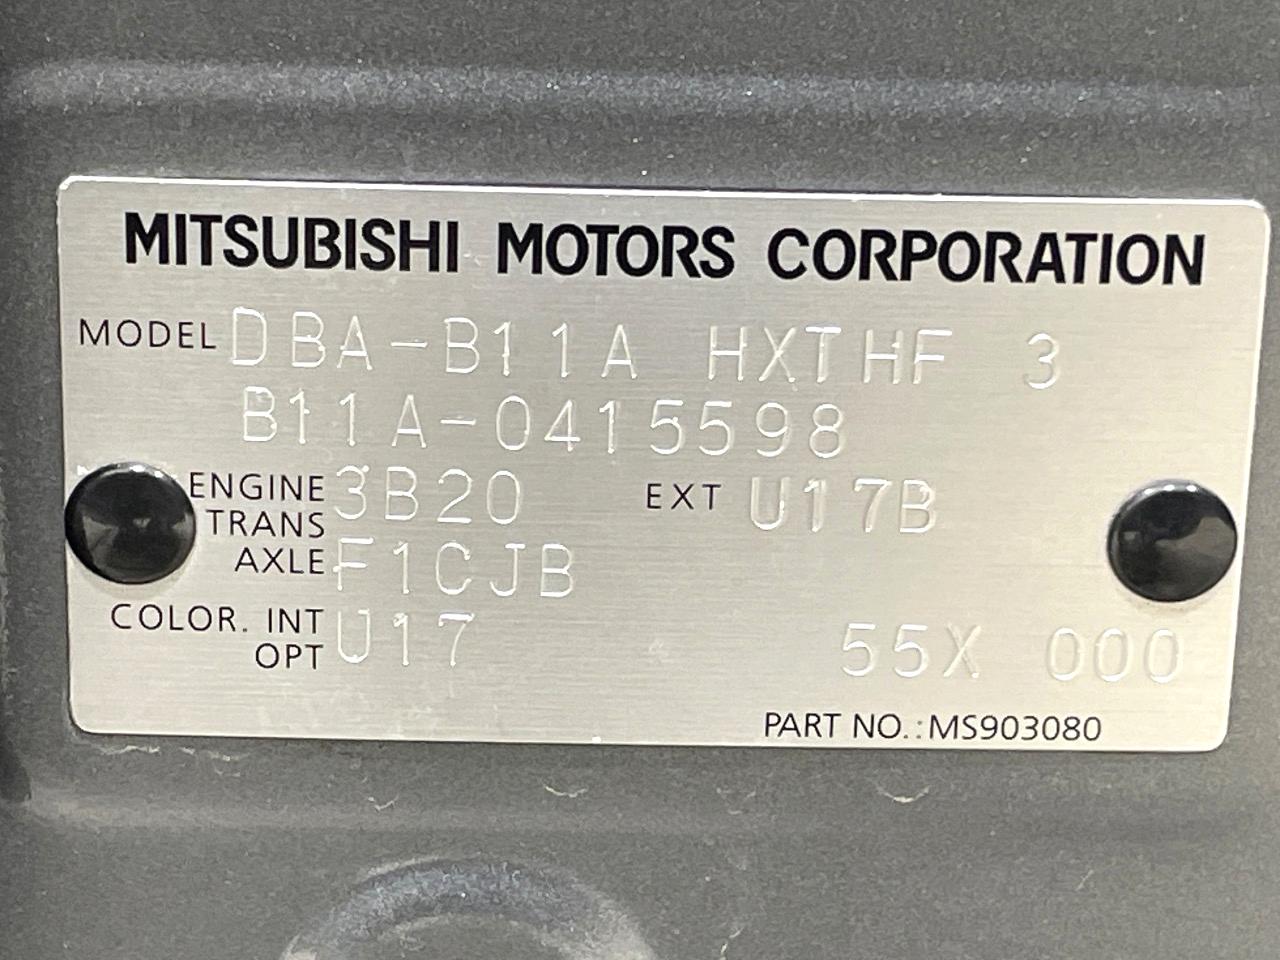 MITSUBISHI MOTORS CORPORATION
MODEL DBA-B11A HXTHF 3
B11A-0415598
ENGINE 3B20 EXT U17B
TRANS
AXLE F1CJB
COLOR. INT U17
OPT 55X 000
PART NO.:MS903080